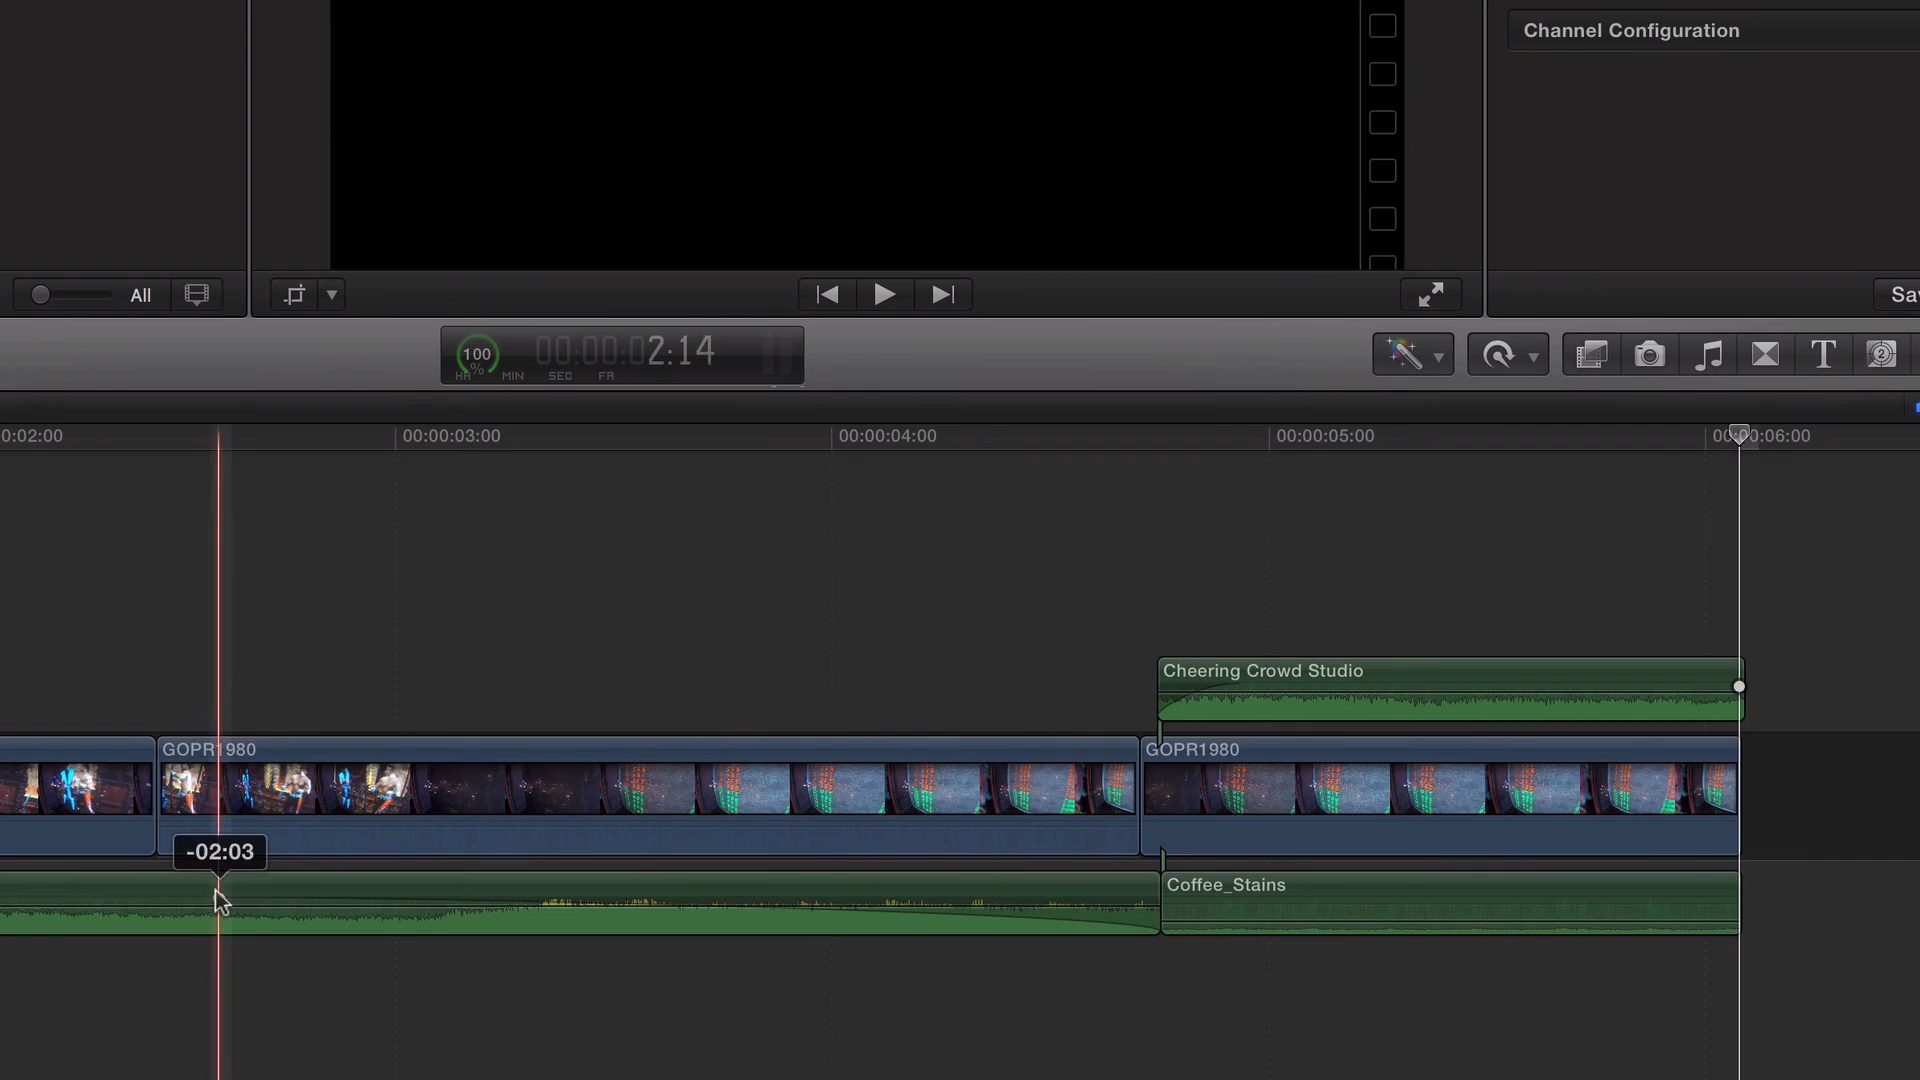 Channel Configuration
All
Sav
100
%
00:00:02:14
HR MIN SEC FR
T
2
0:02:00
00:00:03:00
00:00:04:00
00:00:05:00
00:00:06:00
Cheering Crowd Studio
GOPR1980
GOPR1980
-02:03
Coffee_Stains